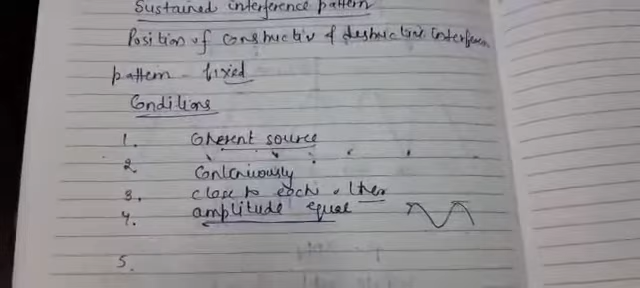 Sustained interference pattern
Position of constructiv & destructive interference
pattern - fixed
Conditions
1. Coherent source
2 Continuously
3. close to each other
4. amplitude equal
5.